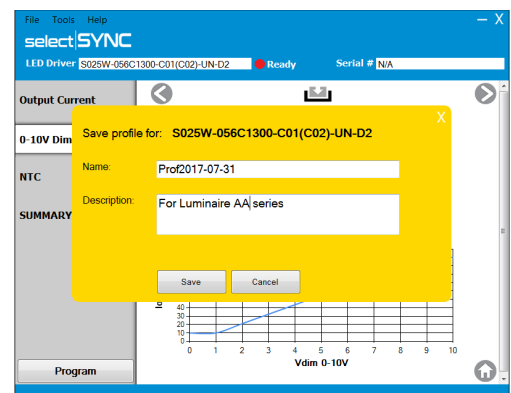 File Tools Help
— X
select SYNC
LED Driver S025W-056C1300-C01(C02)-UN-D2 Ready Serial # N/A
Output Current
0-10V Dim
NTC
SUMMARY
Program
X
Save profile for: S025W-056C1300-C01(C02)-UN-D2
Name: Prof2017-07-31
Description: For Luminaire AA series
Save Cancel
40
30
20
10
0
0 1 2 3 4 5 6 7 8 9 10
Vdim 0-10V